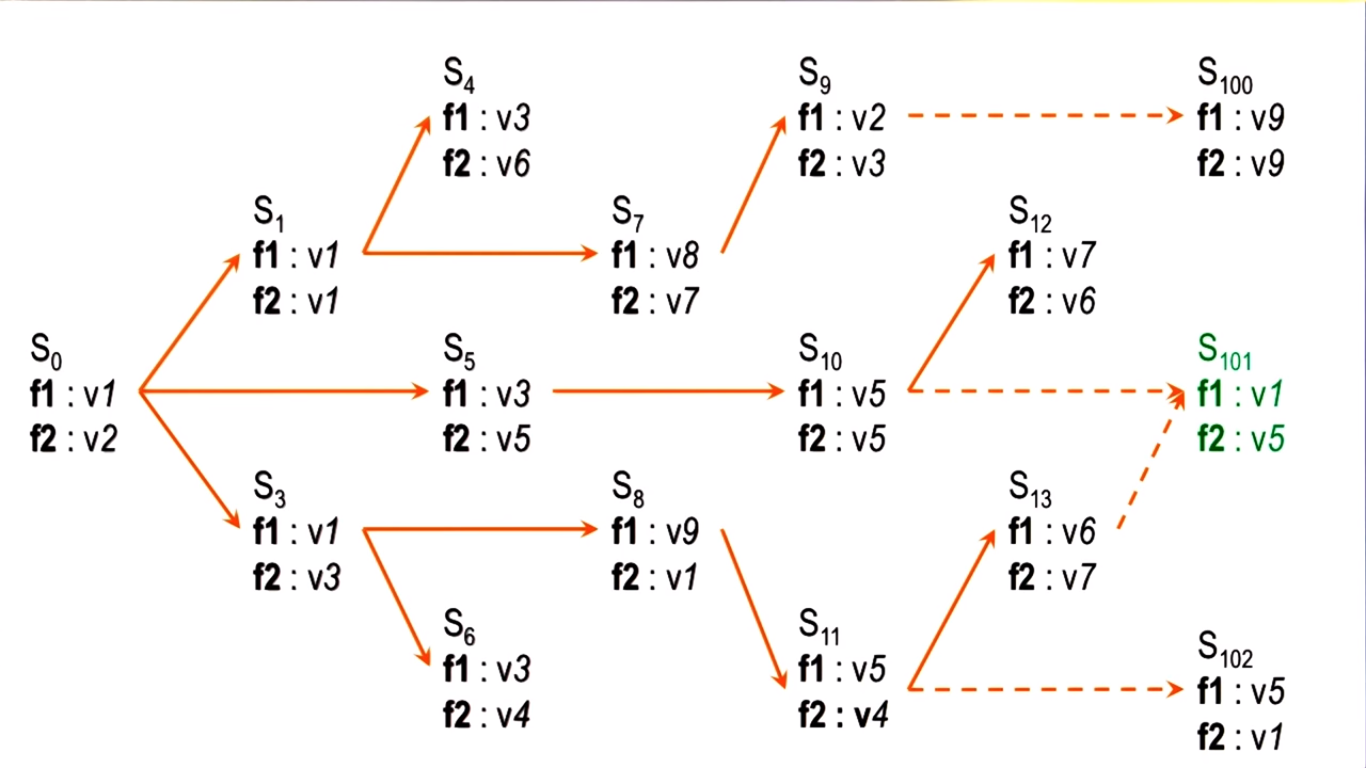 S4
f1 : v3
f2 : v6
S9
f1 : v2
f2 : v3
S100
f1 : v9
f2 : v9
S1
f1 : v1
f2 : v1
S7
f1 : v8
f2 : v7
S12
f1 : v7
f2 : v6
S0
f1 : v1
f2 : v2
S5
f1 : v3
f2 : v5
S10
f1 : v5
f2 : v5
S101
f1 : v1
f2 : v5
S3
f1 : v1
f2 : v3
S8
f1 : v9
f2 : v1
S13
f1 : v6
f2 : v7
S6
f1 : v3
f2 : v4
S11
f1 : v5
f2 : v4
S102
f1 : v5
f2 : v1